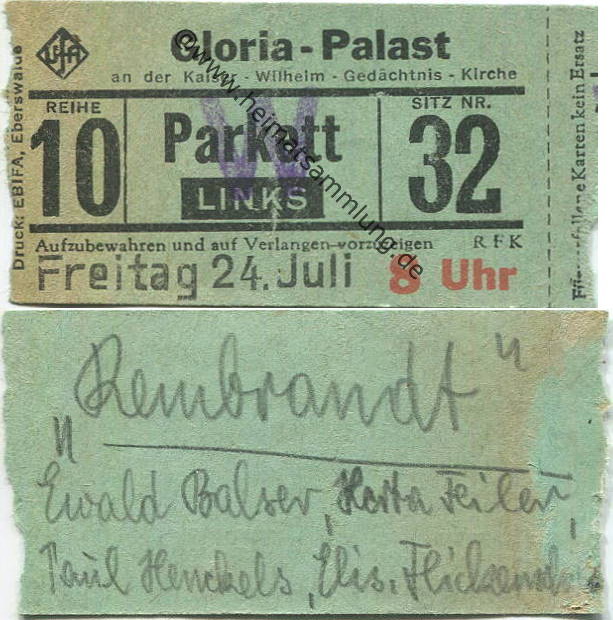 Ufa
Gloria-Palast
an der Kaiser-Wilhelm-Gedächtnis-Kirche
REIHE
10
Parkett
LINKS
SITZ NR.
32
Aufzubewahren und auf Verlangen vorzuzeigen RFK
Freitag 24. Juli 8 Uhr
Druck: EBIFA, Eberswalde
Karten kein Ersatz
© www.heimatsammlung.de
"Rembrandt"
Ewald Balser, Herta Feiler,
Paul Henckels, Elis. Flickensch